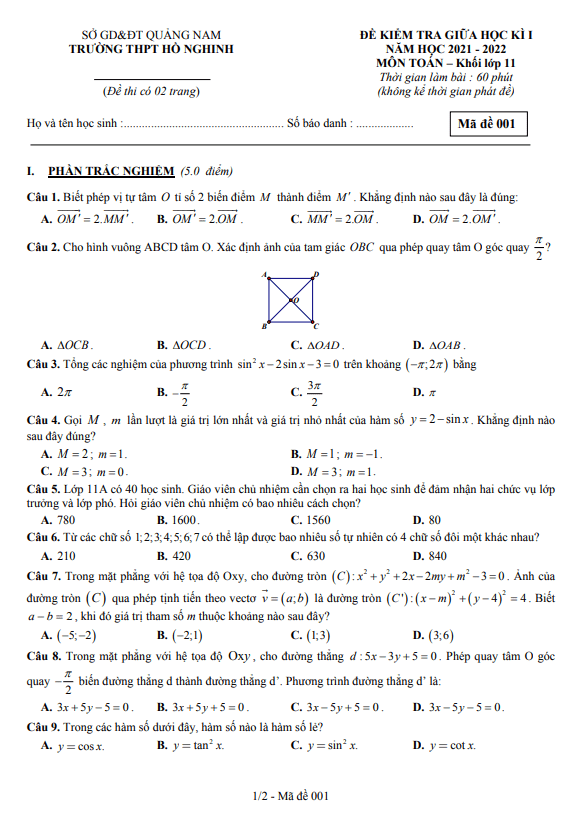 SỞ GD&ĐT QUẢNG NAM
TRƯỜNG THPT HỒ NGHINH
(Đề thi có 02 trang)
ĐỀ KIỂM TRA GIỮA HỌC KÌ I
NĂM HỌC 2021 - 2022
MÔN TOÁN – Khối lớp 11
Thời gian làm bài : 60 phút
(không kể thời gian phát đề)
Họ và tên học sinh :..................................................... Số báo danh : ...................
Mã đề 001
I. PHẦN TRẮC NGHIỆM (5.0 điểm)
Câu 1. Biết phép vị tự tâm O tỉ số 2 biến điểm M thành điểm M'. Khẳng định nào sau đây là đúng:
A. $\overrightarrow{OM'} = 2.\overrightarrow{MM'}$. B. $\overrightarrow{OM'} = 2.\overrightarrow{OM}$. C. $\overrightarrow{MM'} = 2.\overrightarrow{OM}$. D. $\overrightarrow{OM} = 2.\overrightarrow{OM'}$.
Câu 2. Cho hình vuông ABCD tâm O. Xác định ảnh của tam giác OBC qua phép quay tâm O góc quay $\frac{\pi}{2}$?
A D
O
B C
A. ΔOCB. B. ΔOCD. C. ΔOAD. D. ΔOAB.
Câu 3. Tổng các nghiệm của phương trình $\sin^2 x - 2\sin x - 3 = 0$ trên khoảng $(-\pi; 2\pi)$ bằng
A. $2\pi$ B. $-\frac{\pi}{2}$ C. $\frac{3\pi}{2}$ D. $\pi$
Câu 4. Gọi M, m lần lượt là giá trị lớn nhất và giá trị nhỏ nhất của hàm số $y = 2 - \sin x$. Khẳng định nào
sau đây đúng?
A. M = 2; m = 1. B. M = 1; m = −1.
C. M = 3; m = 0. D. M = 3; m = 1.
Câu 5. Lớp 11A có 40 học sinh. Giáo viên chủ nhiệm cần chọn ra hai học sinh để đảm nhận hai chức vụ lớp
trưởng và lớp phó. Hỏi giáo viên chủ nhiệm có bao nhiêu cách chọn?
A. 780 B. 1600. C. 1560 D. 80
Câu 6. Từ các chữ số 1; 2; 3; 4; 5; 6; 7 có thể lập được bao nhiêu số tự nhiên có 4 chữ số đôi một khác nhau?
A. 210 B. 420 C. 630 D. 840
Câu 7. Trong mặt phẳng với hệ tọa độ Oxy, cho đường tròn $(C): x^2 + y^2 + 2x - 2my + m^2 - 3 = 0$. Ảnh của
đường tròn (C) qua phép tịnh tiến theo vectơ $\vec{v} = (a; b)$ là đường tròn $(C'): (x - m)^2 + (y - 4)^2 = 4$. Biết
a − b = 2, khi đó giá trị tham số m thuộc khoảng nào sau đây?
A. (−5; −2) B. (−2; 1) C. (1; 3) D. (3; 6)
Câu 8. Trong mặt phẳng với hệ tọa độ Oxy, cho đường thẳng d : 5x − 3y + 5 = 0. Phép quay tâm O góc
quay $-\frac{\pi}{2}$ biến đường thẳng d thành đường thẳng d'. Phương trình đường thẳng d' là:
A. 3x + 5y − 5 = 0. B. 3x + 5y + 5 = 0. C. 3x − 5y + 5 = 0. D. 3x − 5y − 5 = 0.
Câu 9. Trong các hàm số dưới đây, hàm số nào là hàm số lẻ?
A. y = cos x. B. $y = \tan^2 x$. C. $y = \sin^2 x$. D. y = cot x.
1/2 - Mã đề 001